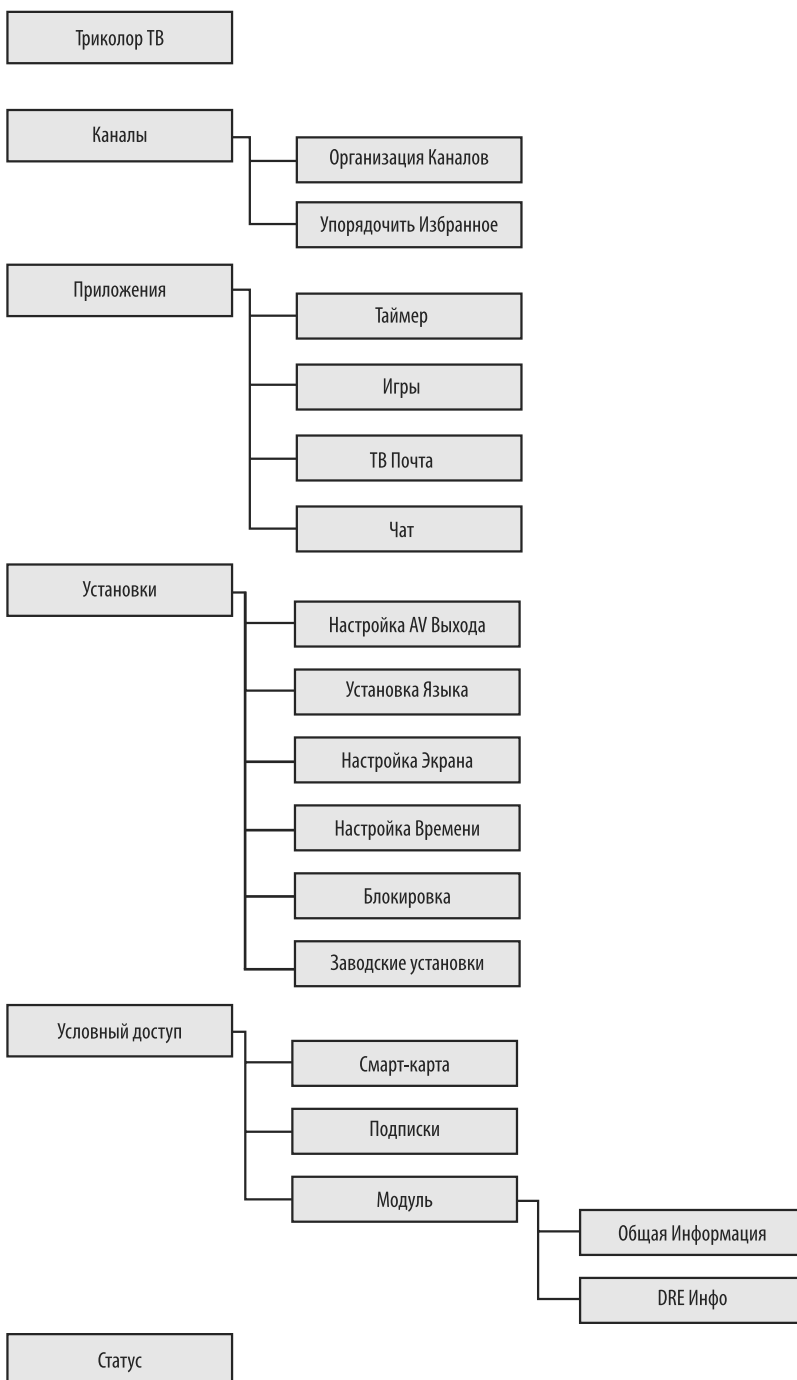 Триколор ТВ
Каналы
Организация Каналов
Упорядочить Избранное
Приложения
Таймер
Игры
ТВ Почта
Чат
Установки
Настройка AV Выхода
Установка Языка
Настройка Экрана
Настройка Времени
Блокировка
Заводские установки
Условный доступ
Смарт-карта
Подписки
Модуль
Общая Информация
DRE Инфо
Статус